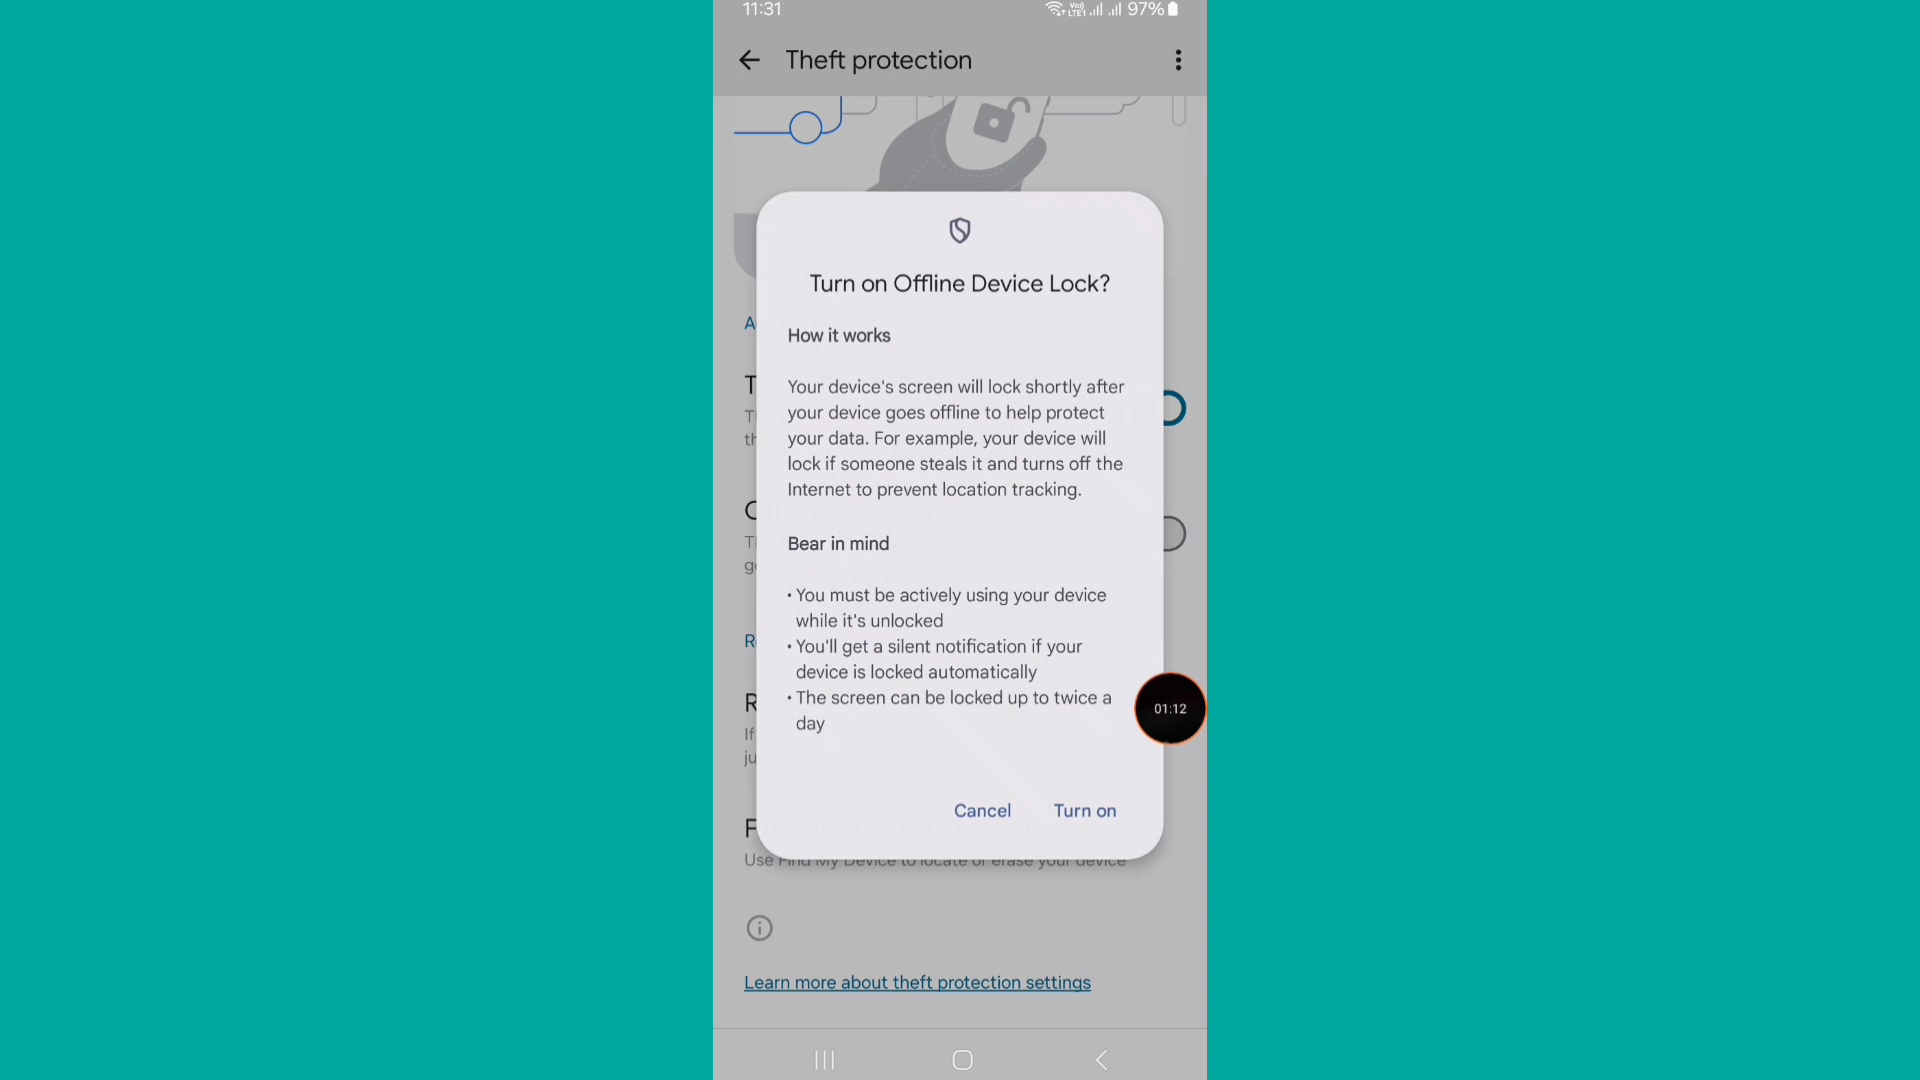 11:31
Vo)
LTE1
97%
Theft protection
Turn on Offline Device Lock?
How it works
Your device's screen will lock shortly after
your device goes offline to help protect
your data. For example, your device will
lock if someone steals it and turns off the
Internet to prevent location tracking.
Bear in mind
• You must be actively using your device
while it's unlocked
• You'll get a silent notification if your
device is locked automatically
• The screen can be locked up to twice a
day
01:12
Cancel Turn on
Use Find My Device to locate or erase your device
Learn more about theft protection settings